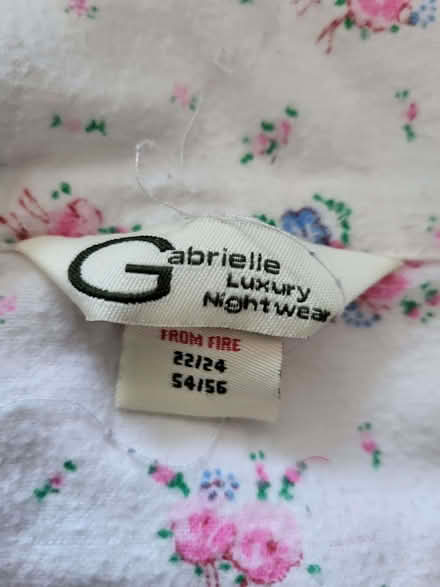 Gabrielle
Luxury
Nightwear
FROM FIRE
22/24
54/56